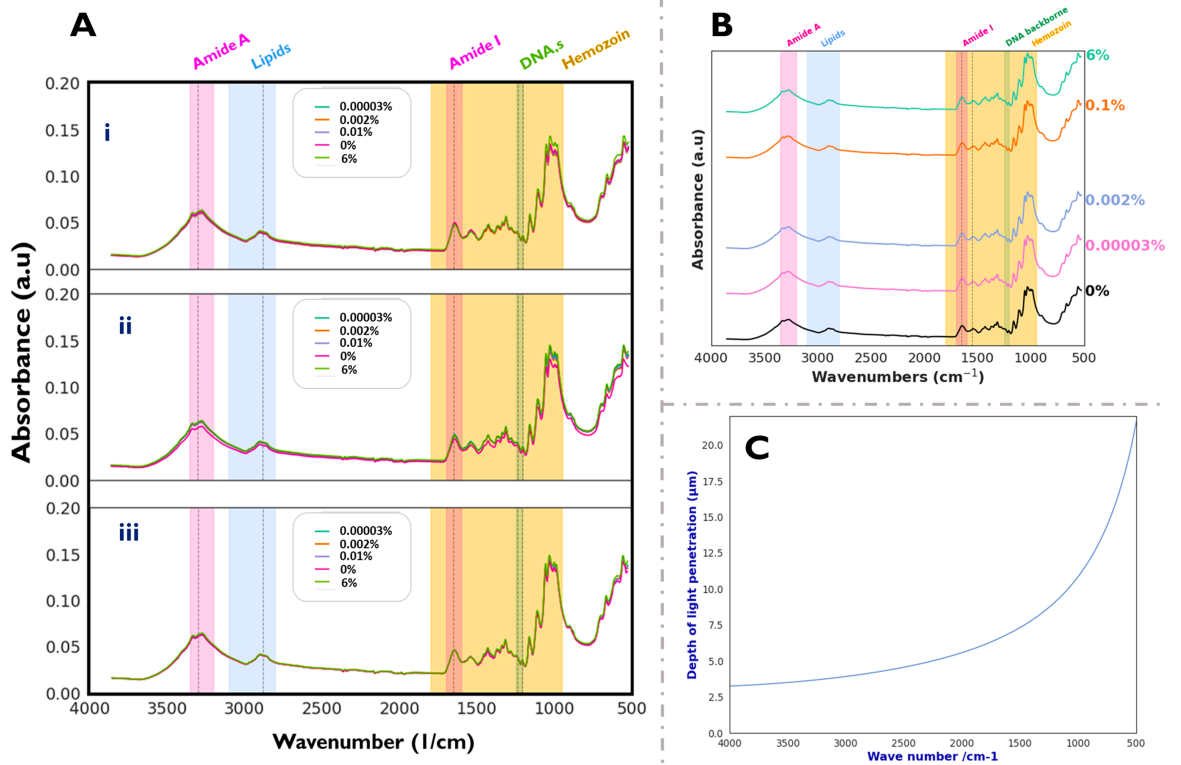 A
Amide A
Lipids
Amide I
DNA,s
Hemozoin
Absorbance (a.u)
0.20
0.15
0.10
0.05
0.00
i
0.00003%
0.002%
0.01%
0%
6%
0.20
0.15
0.10
0.05
0.00
ii
0.00003%
0.002%
0.01%
0%
6%
0.20
0.15
0.10
0.05
0.00
iii
0.00003%
0.002%
0.01%
0%
6%
4000 3500 3000 2500 2000 1500 1000 500
Wavenumber (1/cm)
B
Amide A
Lipids
Amide I
DNA backborne
Hemozoin
Absorbance (a.u)
6%
0.1%
0.002%
0.00003%
0%
4000 3500 3000 2500 2000 1500 1000 500
Wavenumbers (cm⁻¹)
C
Depth of light penetration (μm)
20.0
17.5
15.0
12.5
10.0
7.5
5.0
2.5
0.0
4000 3500 3000 2500 2000 1500 1000 500
Wave number /cm-1